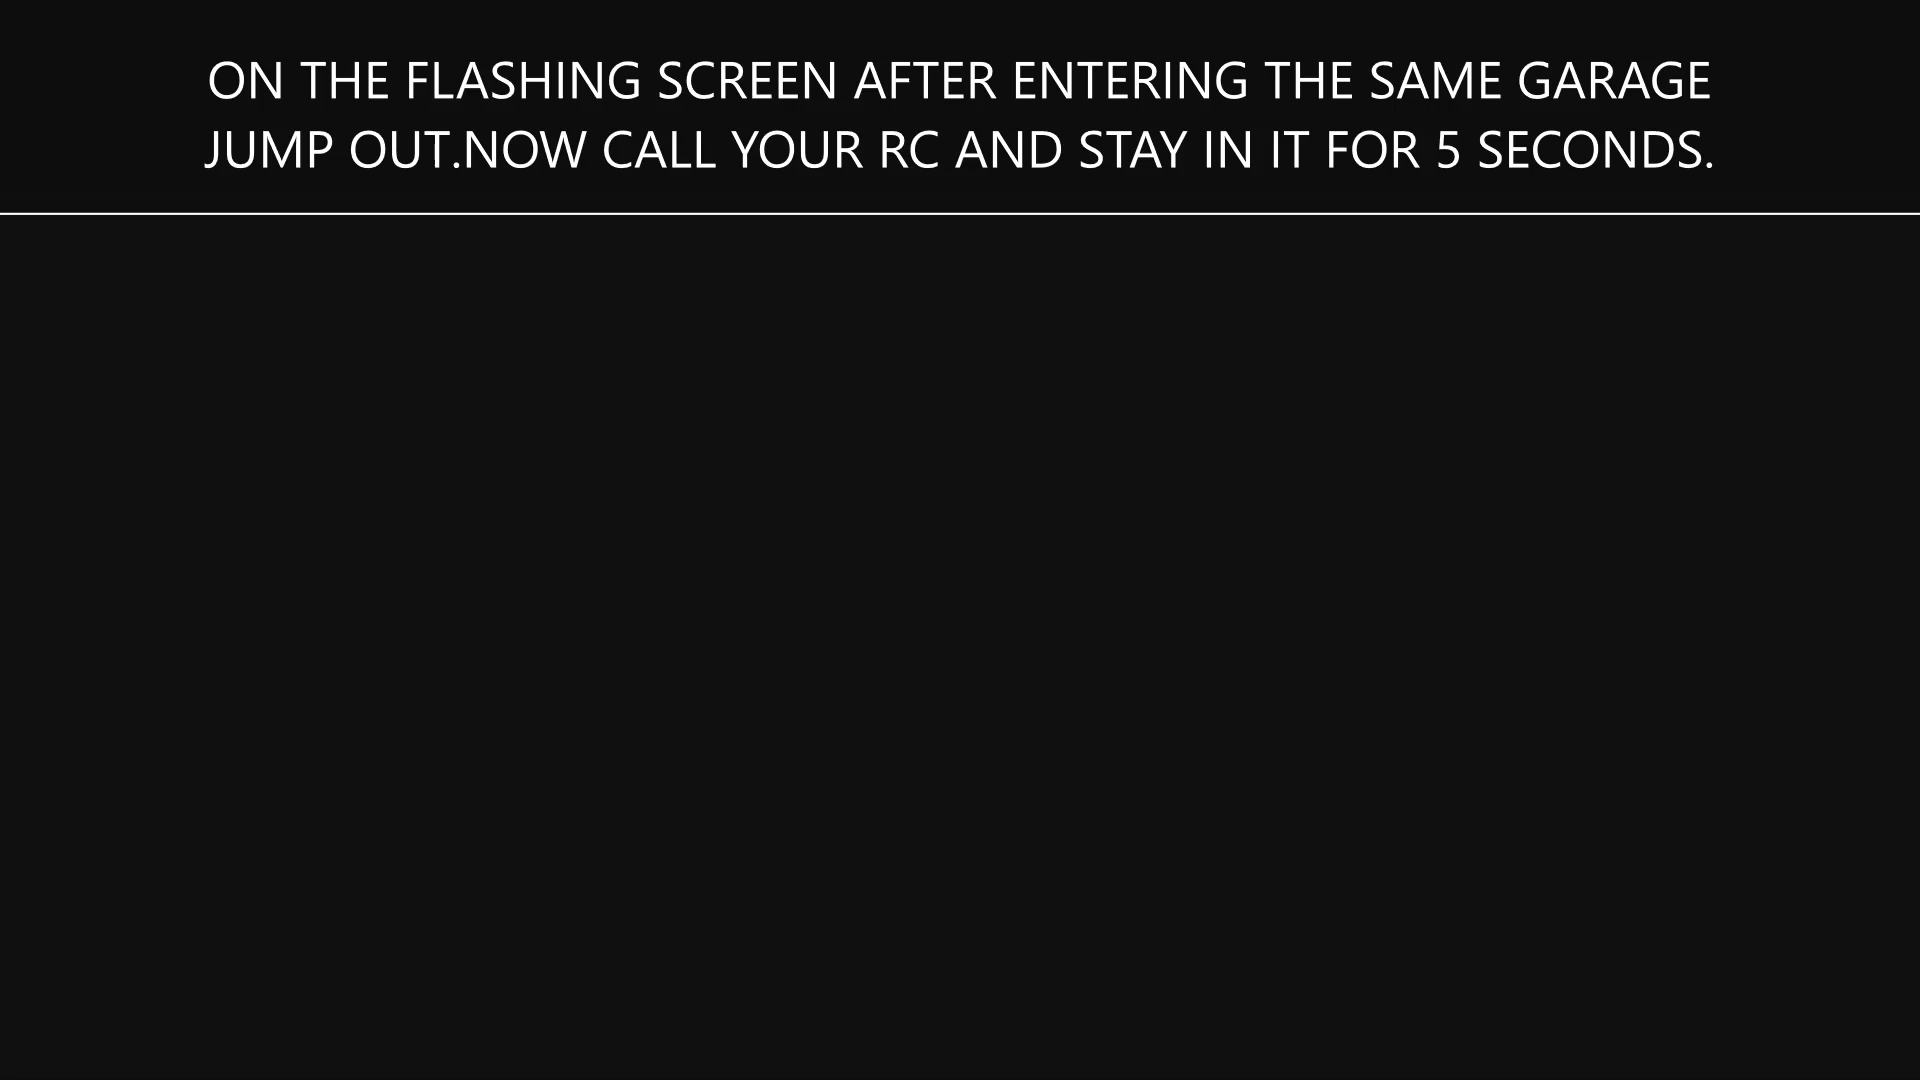 ON THE FLASHING SCREEN AFTER ENTERING THE SAME GARAGE
JUMP OUT.NOW CALL YOUR RC AND STAY IN IT FOR 5 SECONDS.